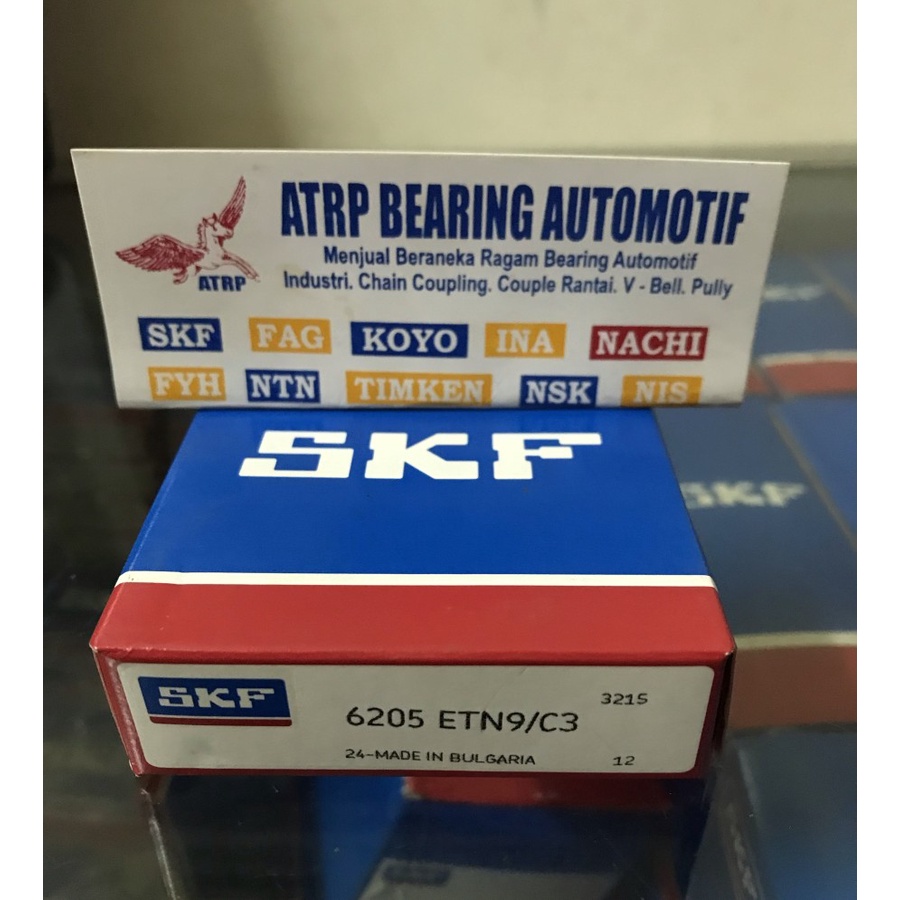 ATRP BEARING AUTOMOTIF
Menjual Beraneka Ragam Bearing Automotif
Industri. Chain Coupling. Couple Rantai. V - Bell. Pully
ATRP
SKF FAG KOYO INA NACHI
FYH NTN TIMKEN NSK NIS
SKF
SKF
SKF
3215
6205 ETN9/C3
24-MADE IN BULGARIA
12
SKF